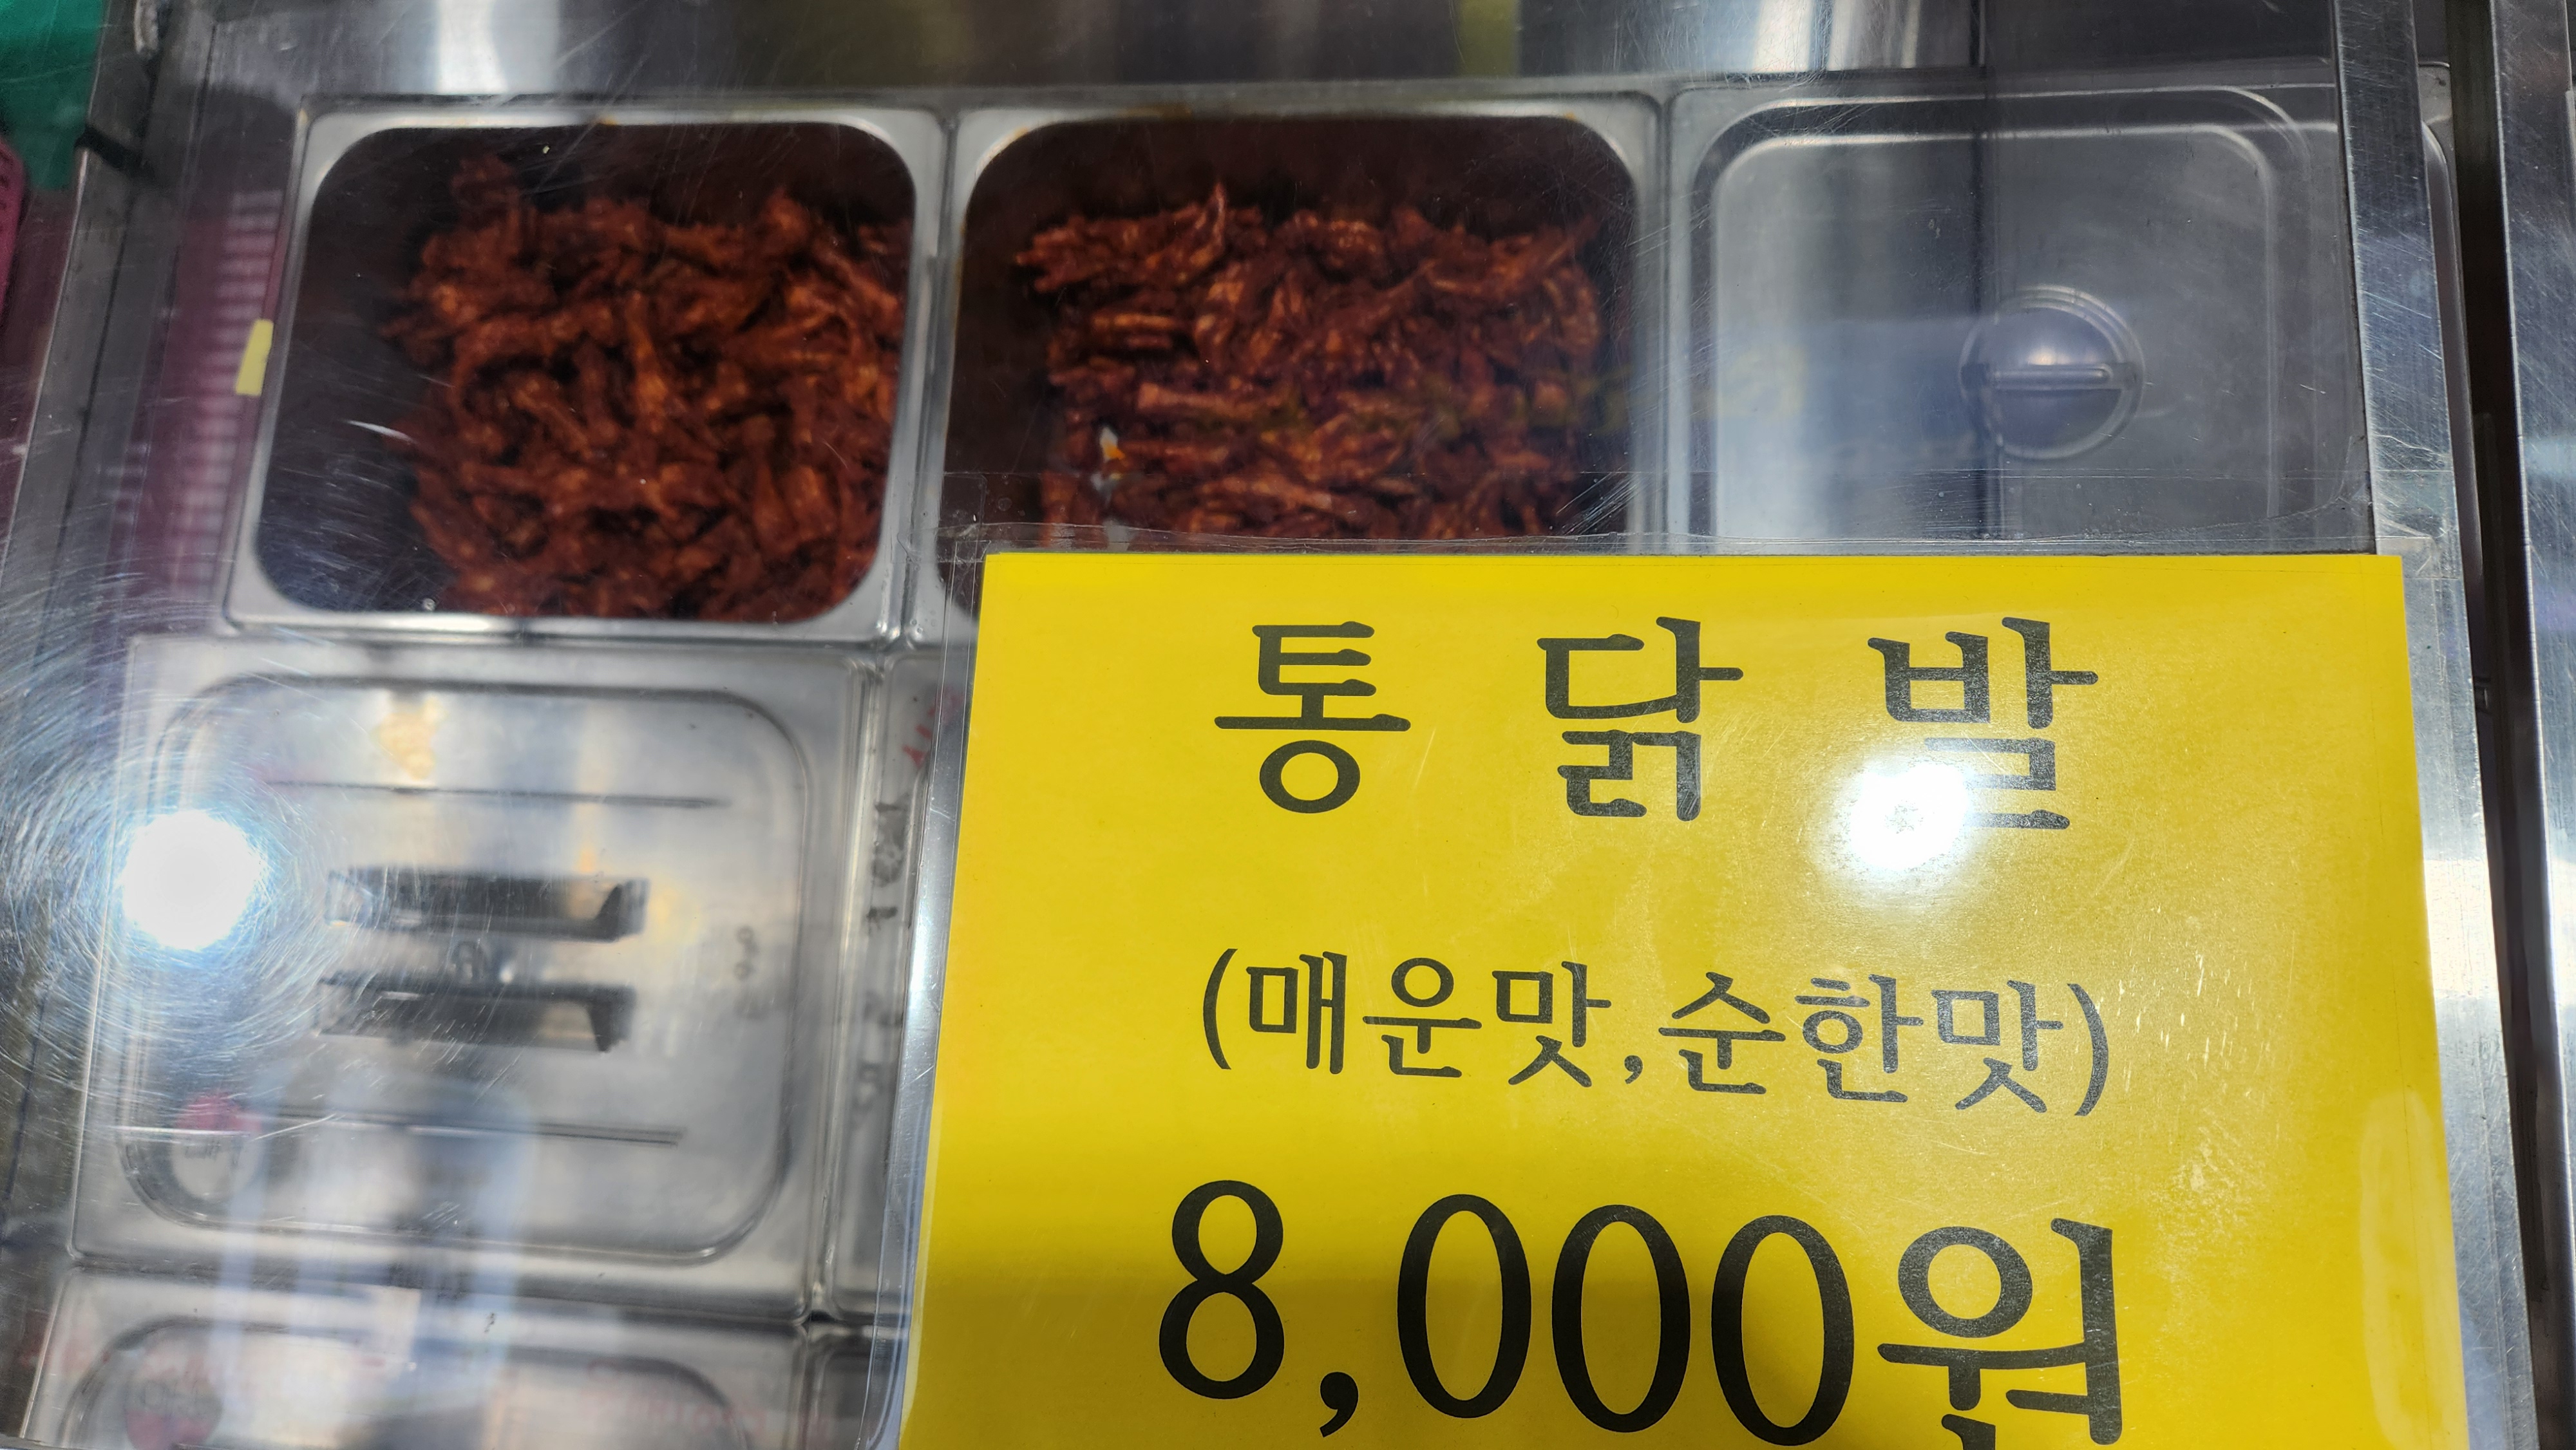 통 닭 발
(매운맛,순한맛)
8,000원